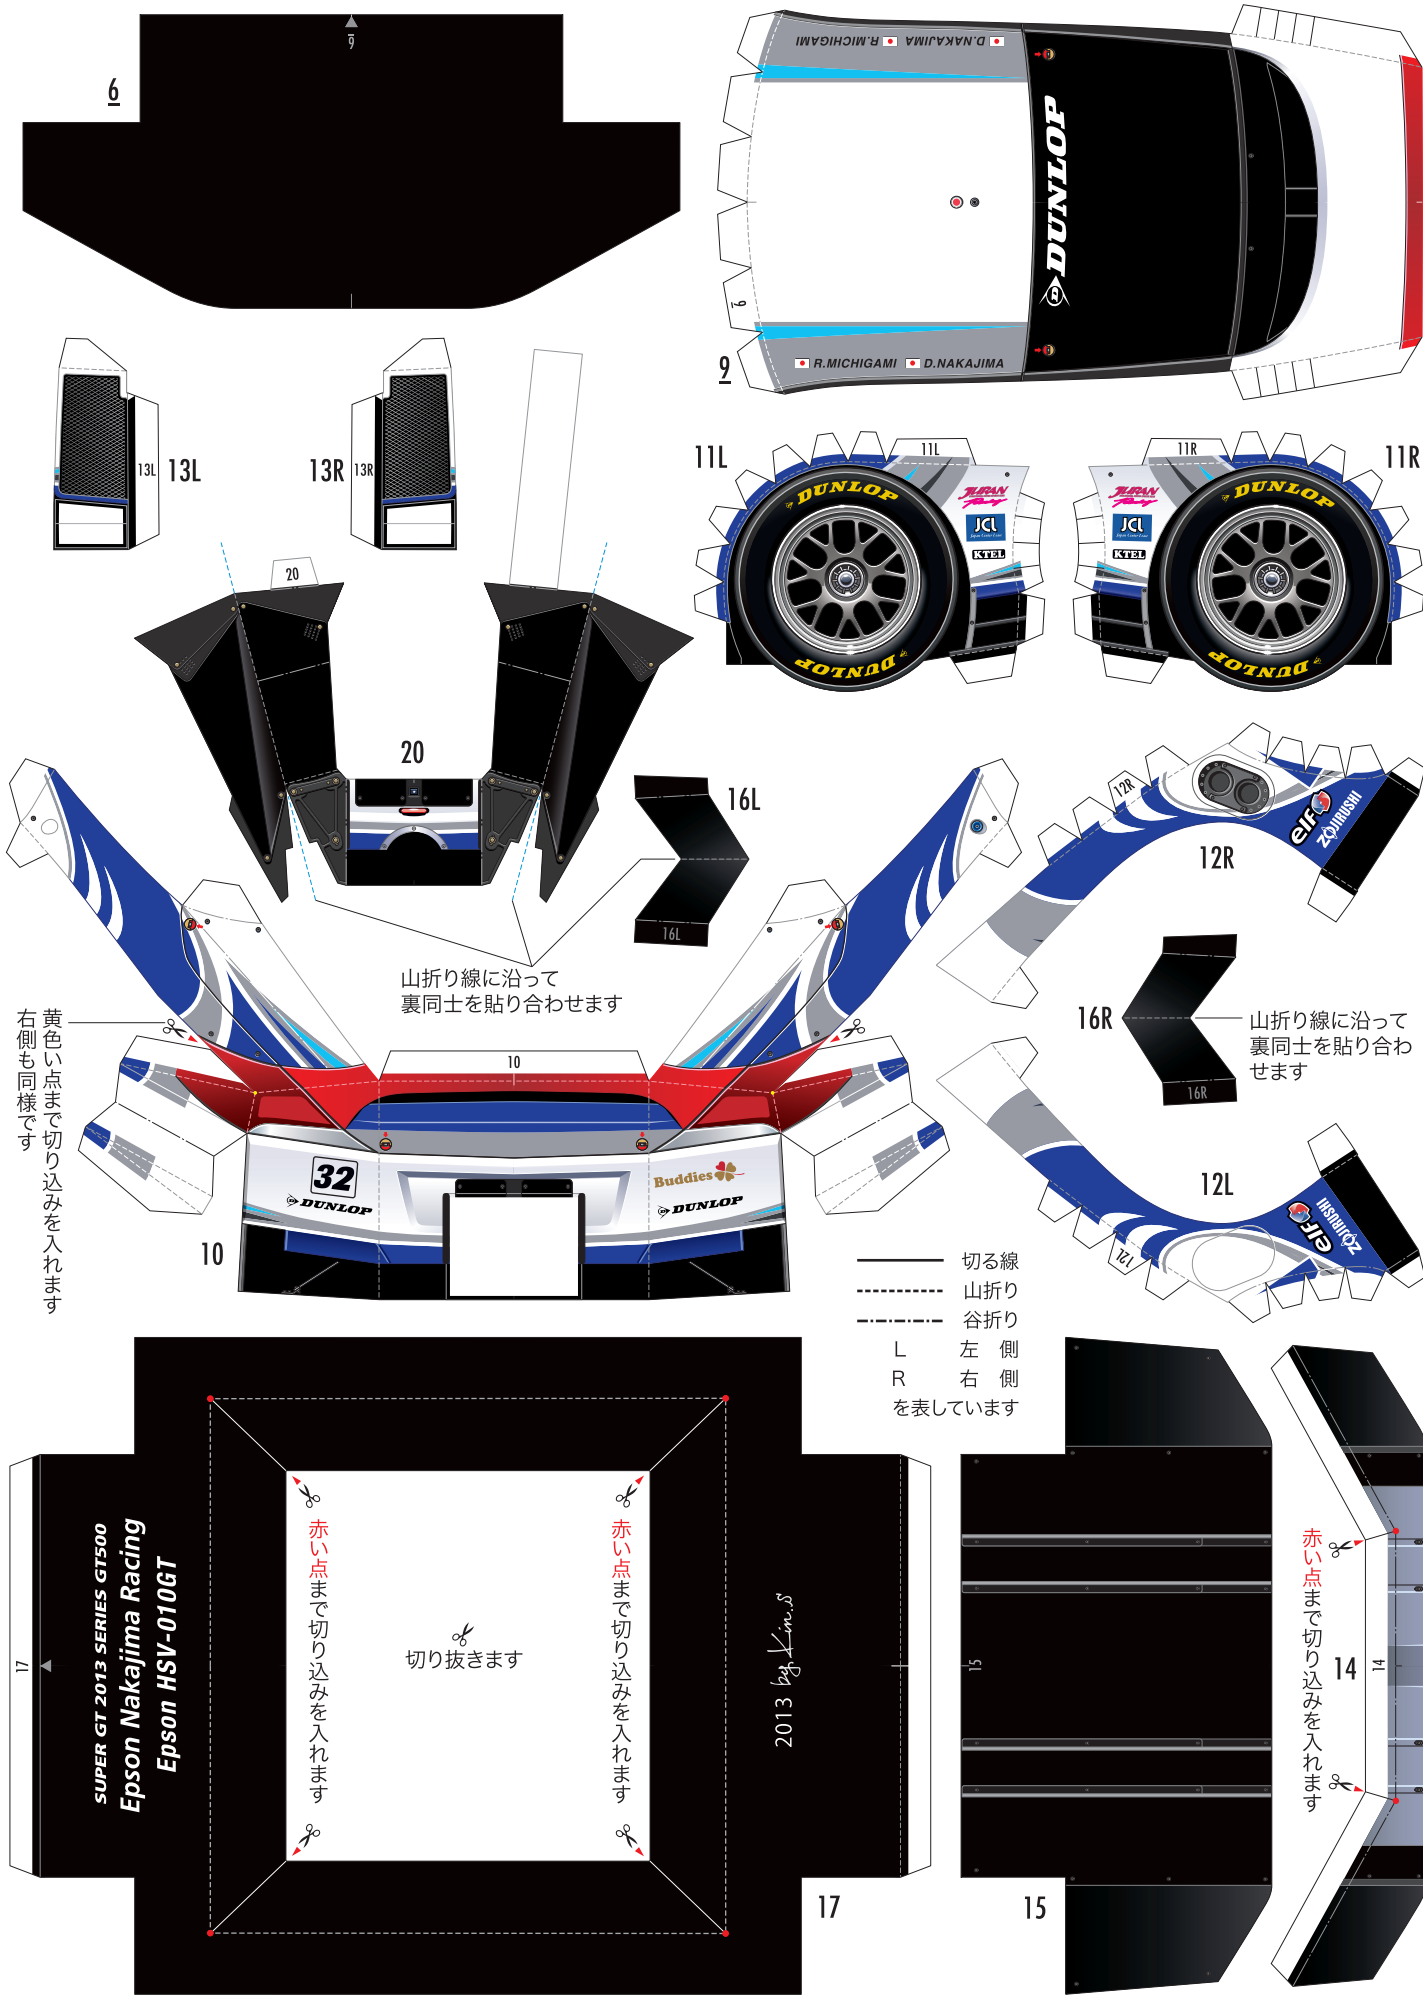 6
9
D.NAKAJIMA
R.MICHIGAMI
DUNLOP
9
9
R.MICHIGAMI
D.NAKAJIMA
13L
13L
13R
13R
11L
11L
DUNLOP
JURAN
Racing
JCL
KTEL
DUNLOP
11R
11R
JURAN
Racing
JCL
KTEL
DUNLOP
DUNLOP
20
20
16L
16L
山折り線に沿って
裏同士を貼り合わせます
12R
12R
elf
ZOJIRUSHI
16R
16R
山折り線に沿って
裏同士を貼り合わ
せます
12L
12L
elf
ZOJIRUSHI
黄色い点まで切り込みを入れます
右側も同様です
10
10
32
DUNLOP
Buddies
DUNLOP
切る線
山折り
谷折り
L 左 側
R 右 側
を表しています
17
SUPER GT 2013 SERIES GT500
Epson Nakajima Racing
Epson HSV-010GT
赤い点まで切り込みを入れます
切り抜きます
赤い点まで切り込みを入れます
2013 by Kim.s
17
15
15
赤い点まで切り込みを入れます
14
14